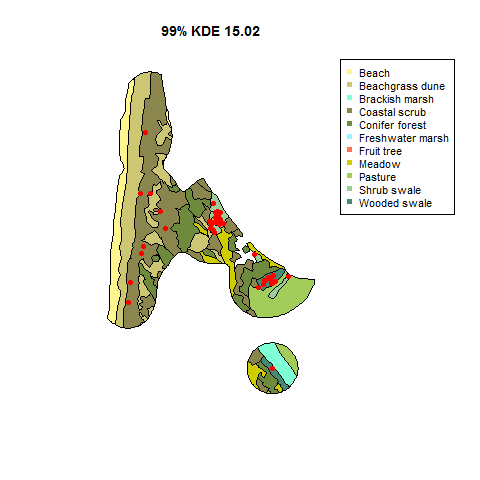 99% KDE 15.02
Beach
Beachgrass dune
Brackish marsh
Coastal scrub
Conifer forest
Freshwater marsh
Fruit tree
Meadow
Pasture
Shrub swale
Wooded swale